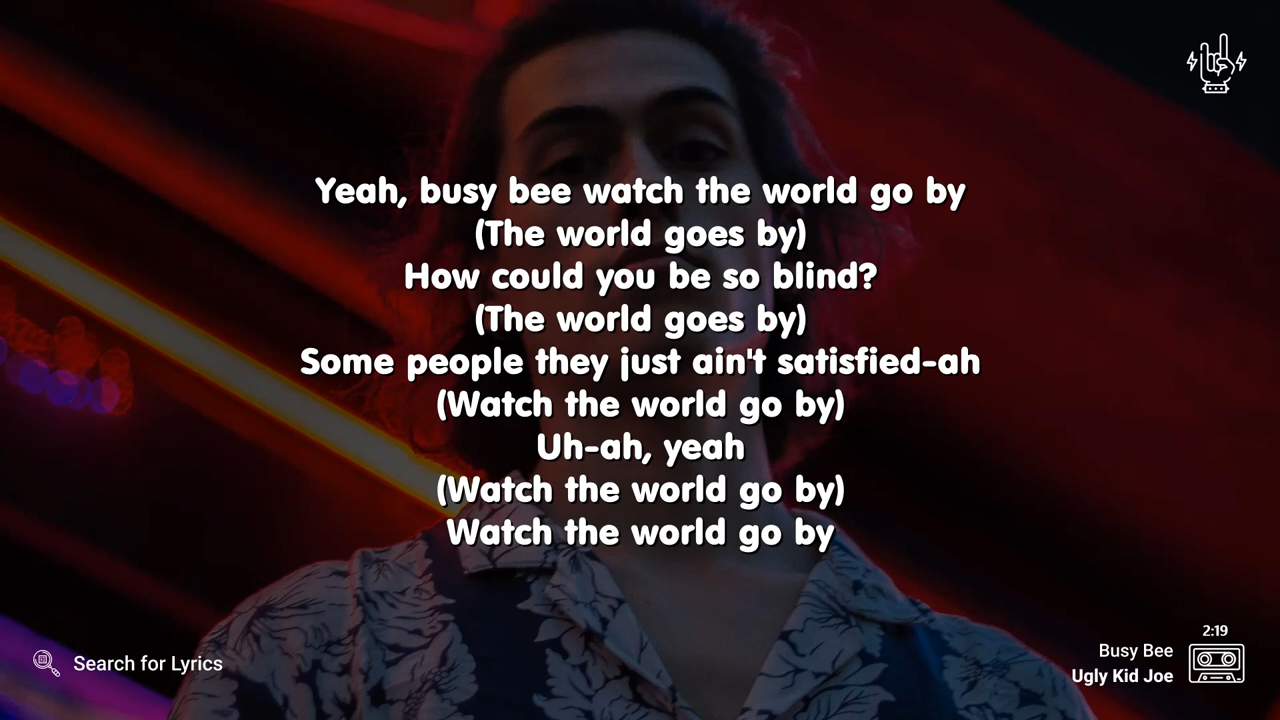 Yeah, busy bee watch the world go by
(The world goes by)
How could you be so blind?
(The world goes by)
Some people they just ain't satisfied-ah
(Watch the world go by)
Uh-ah, yeah
(Watch the world go by)
Watch the world go by
Search for Lyrics
2:19
Busy Bee
Ugly Kid Joe